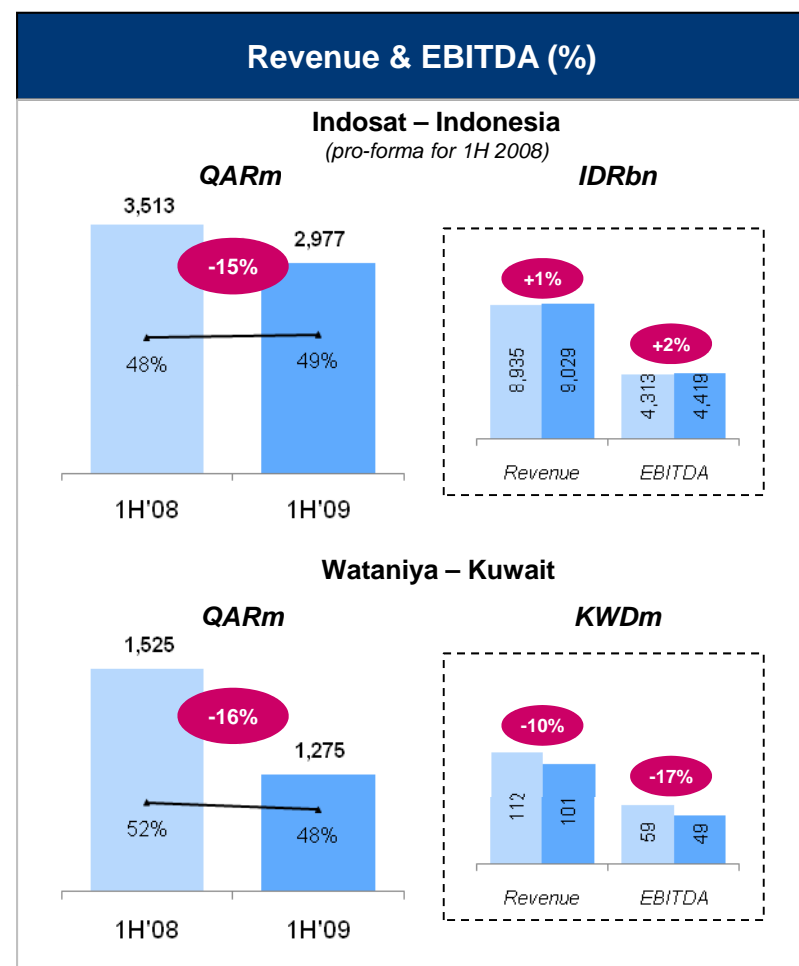 Revenue & EBITDA (%)
Indosat – Indonesia
(pro-forma for 1H 2008)
QARm
IDRbn
3,513
2,977
-15%
48%
49%
1H'08
1H'09
+1%
+2%
8,935
9,029
4,313
4,419
Revenue
EBITDA
Wataniya – Kuwait
QARm
KWDm
1,525
1,275
-16%
52%
48%
1H'08
1H'09
-10%
-17%
112
101
59
49
Revenue
EBITDA